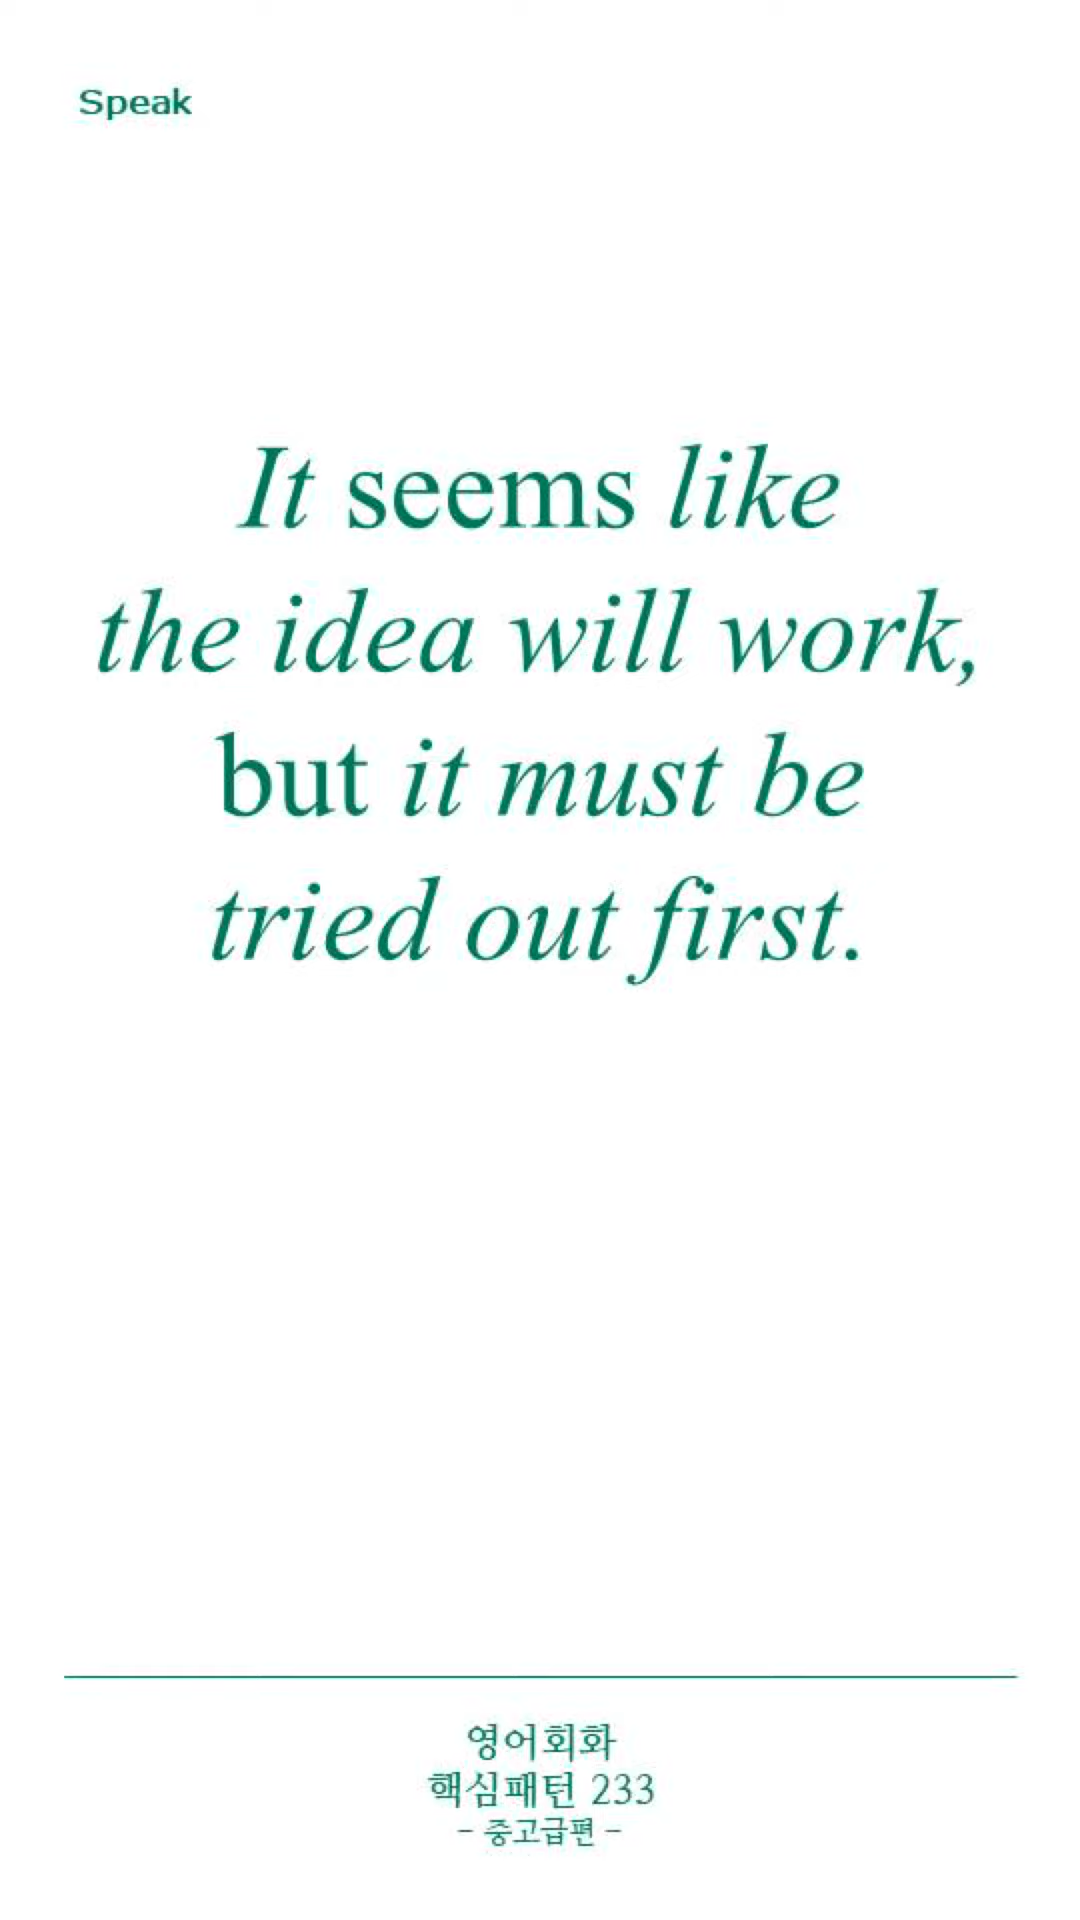 Speak
It seems like
the idea will work,
but it must be
tried out first.
영어회화
핵심패턴 233
- 중고급편 -